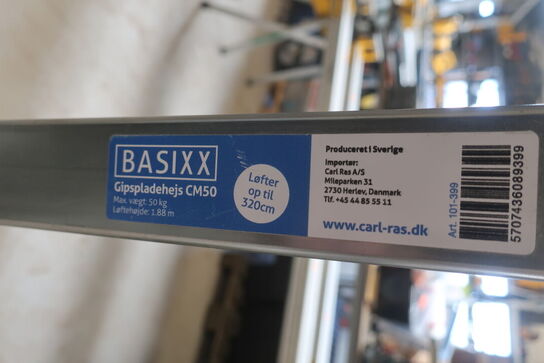 BASIXX
Gipspladehejs CM50
Max. vægt: 50 kg
Løftehøjde: 1.88 m
Løfter
op til
320cm
Produceret i Sverige
Importør:
Carl Ras A/S
Mileparken 31
2730 Herlev, Danmark
Tlf. +45 44 85 55 11
www.carl-ras.dk
Art. 101-399
5707436089399